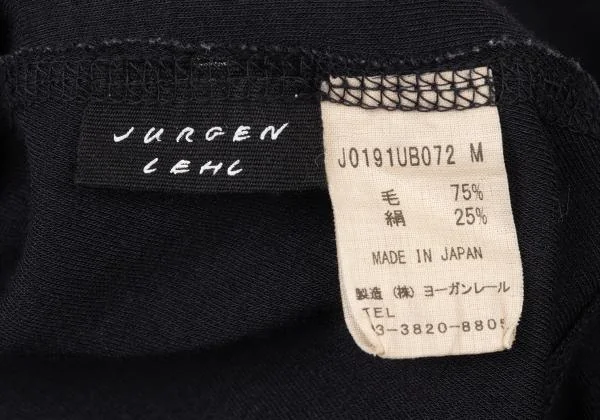 JURGEN
LEHL
J0191UB072 M
毛 75%
絹 25%
MADE IN JAPAN
製造 (株) ヨーガンレール
TEL
3-3820-8805